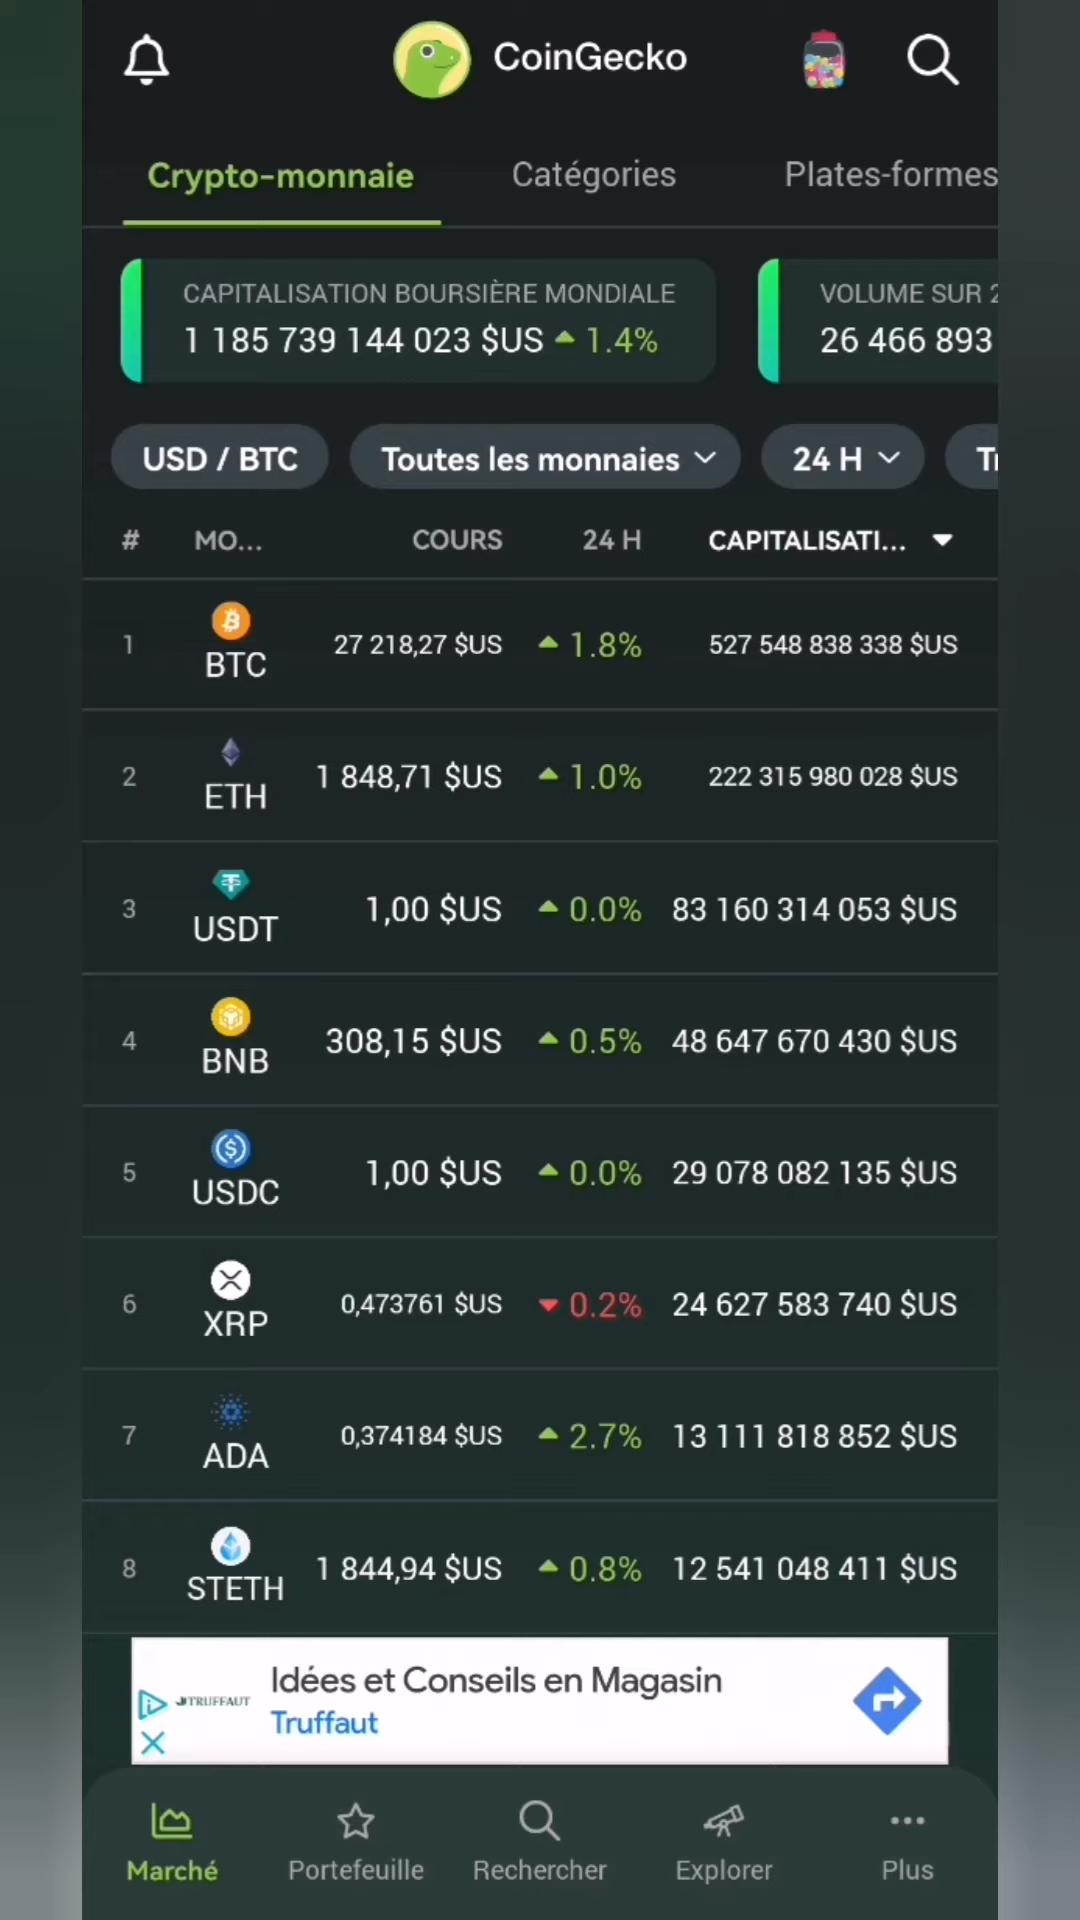 CoinGecko
Crypto-monnaie Catégories Plates-formes
CAPITALISATION BOURSIÈRE MONDIALE
1 185 739 144 023 $US 1.4%
VOLUME SUR 2
26 466 893
USD / BTC Toutes les monnaies 24 H Tr
# MO... COURS 24 H CAPITALISATI...
1 BTC 27 218,27 $US 1.8% 527 548 838 338 $US
2 ETH 1 848,71 $US 1.0% 222 315 980 028 $US
3 USDT 1,00 $US 0.0% 83 160 314 053 $US
4 BNB 308,15 $US 0.5% 48 647 670 430 $US
5 USDC 1,00 $US 0.0% 29 078 082 135 $US
6 XRP 0,473761 $US 0.2% 24 627 583 740 $US
7 ADA 0,374184 $US 2.7% 13 111 818 852 $US
8 STETH 1 844,94 $US 0.8% 12 541 048 411 $US
TRUFFAUT
Idées et Conseils en Magasin
Truffaut
Marché Portefeuille Rechercher Explorer Plus